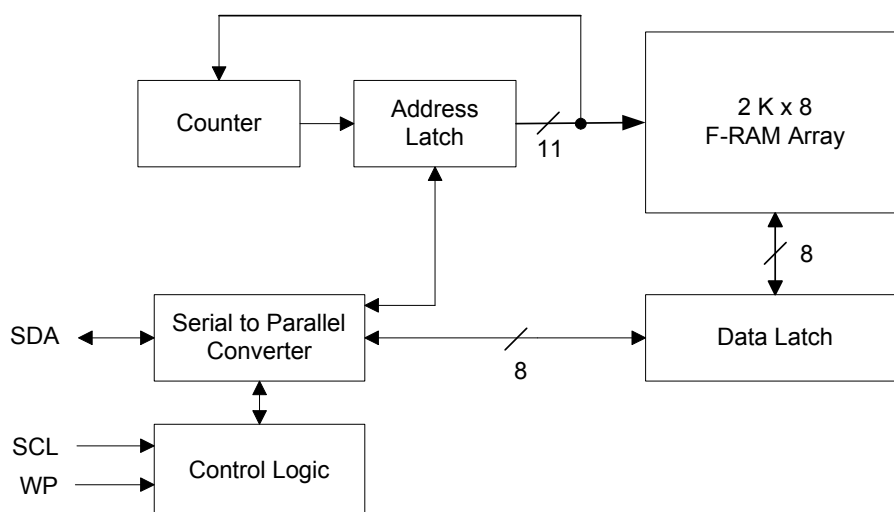 Counter
Address
Latch
11
2 K x 8
F-RAM Array
8
SDA
Serial to Parallel
Converter
8
Data Latch
SCL
WP
Control Logic